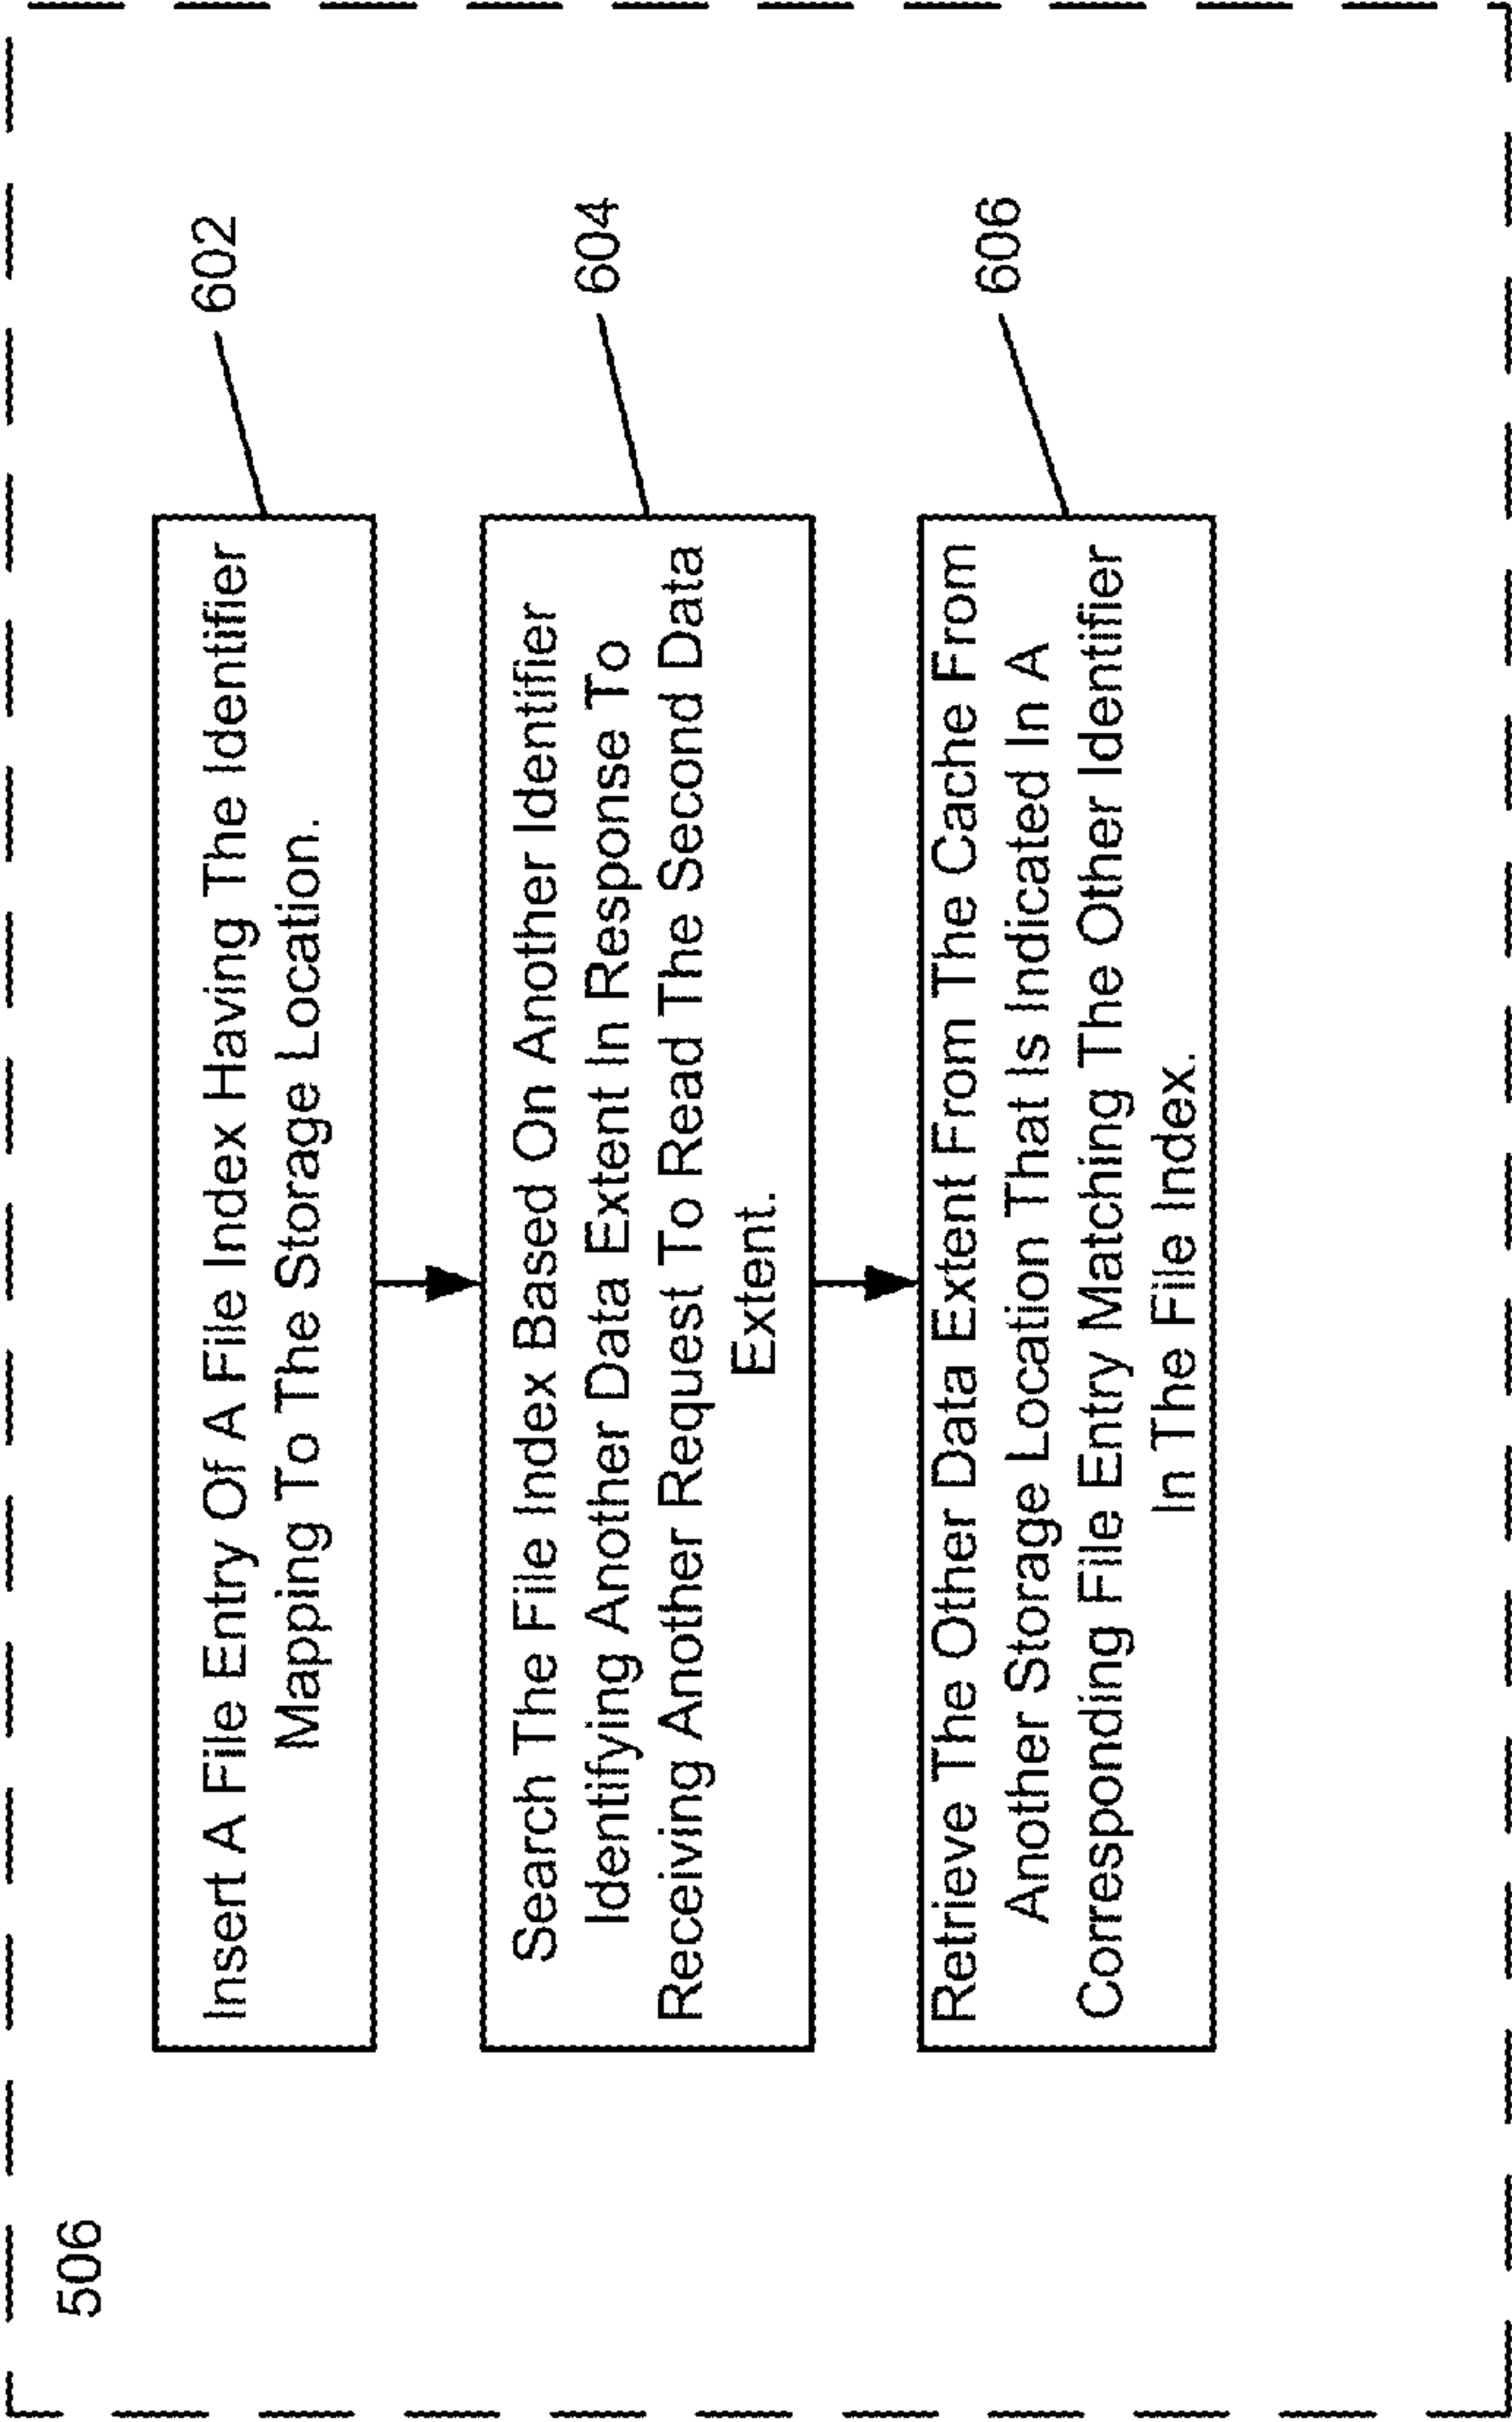 506
Insert A File Entry Of A File Index Having The Identifier
Mapping To The Storage Location.
602
Search The File Index Based On Another Identifier
Identifying Another Data Extent In Response To
Receiving Another Request To Read The Second Data
Extent.
604
Retrieve The Other Data Extent From The Cache From
Another Storage Location That Is Indicated In A
Corresponding File Entry Matching The Other Identifier
In The File Index.
606